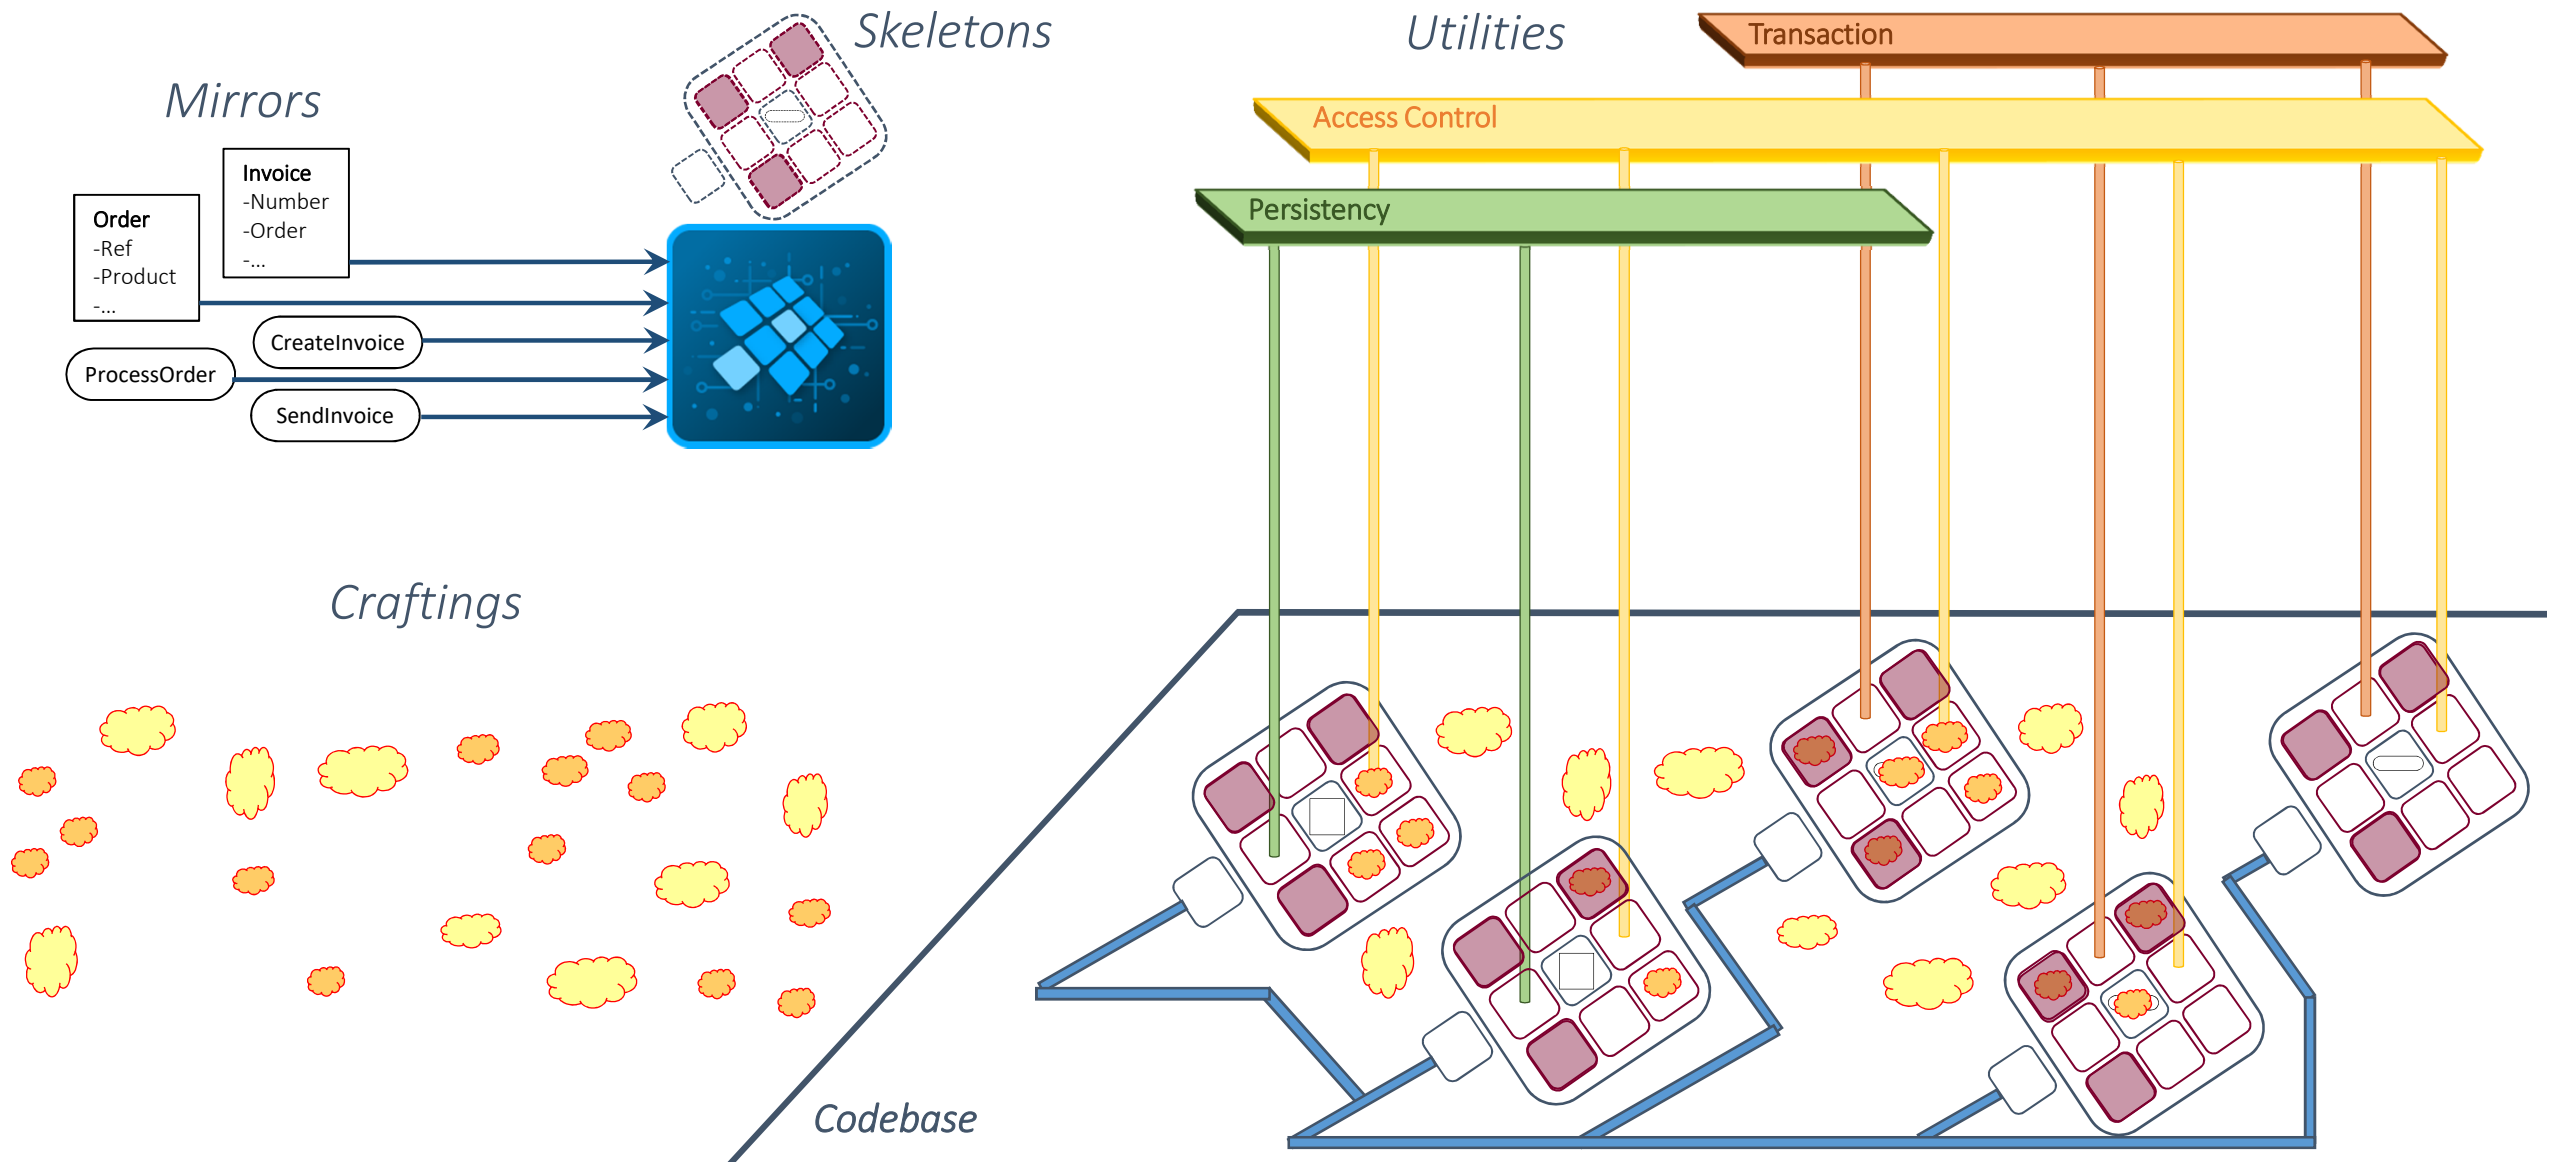 Skeletons
Utilities
Transaction
Mirrors
Access Control
Invoice
-Number
-Order
-...
Order
-Ref
-Product
-...
Persistency
CreateInvoice
ProcessOrder
SendInvoice
Craftings
Codebase